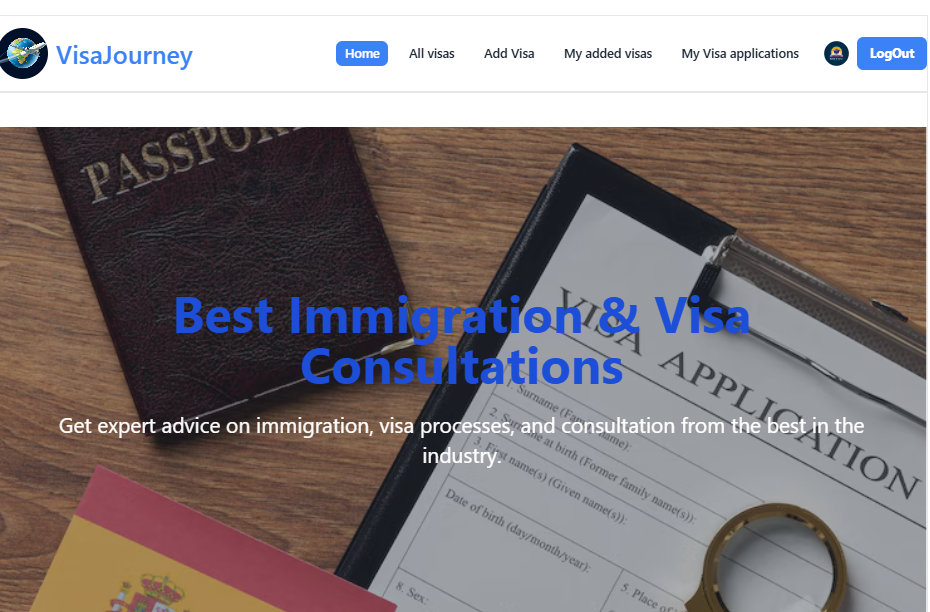 VisaJourney
Home
All visas
Add Visa
My added visas
My Visa applications
LogOut
PASSPORT
Best Immigration & Visa
Consultations
Get expert advice on immigration, visa processes, and consultation from the best in the
industry.
VISA APPLICATION
1. Surname (Family name):
2. Surname at birth (Former family name(s)):
3. First name(s) (Given name(s)):
Date of birth (day/month/year):
8. Sex:
5. Place of